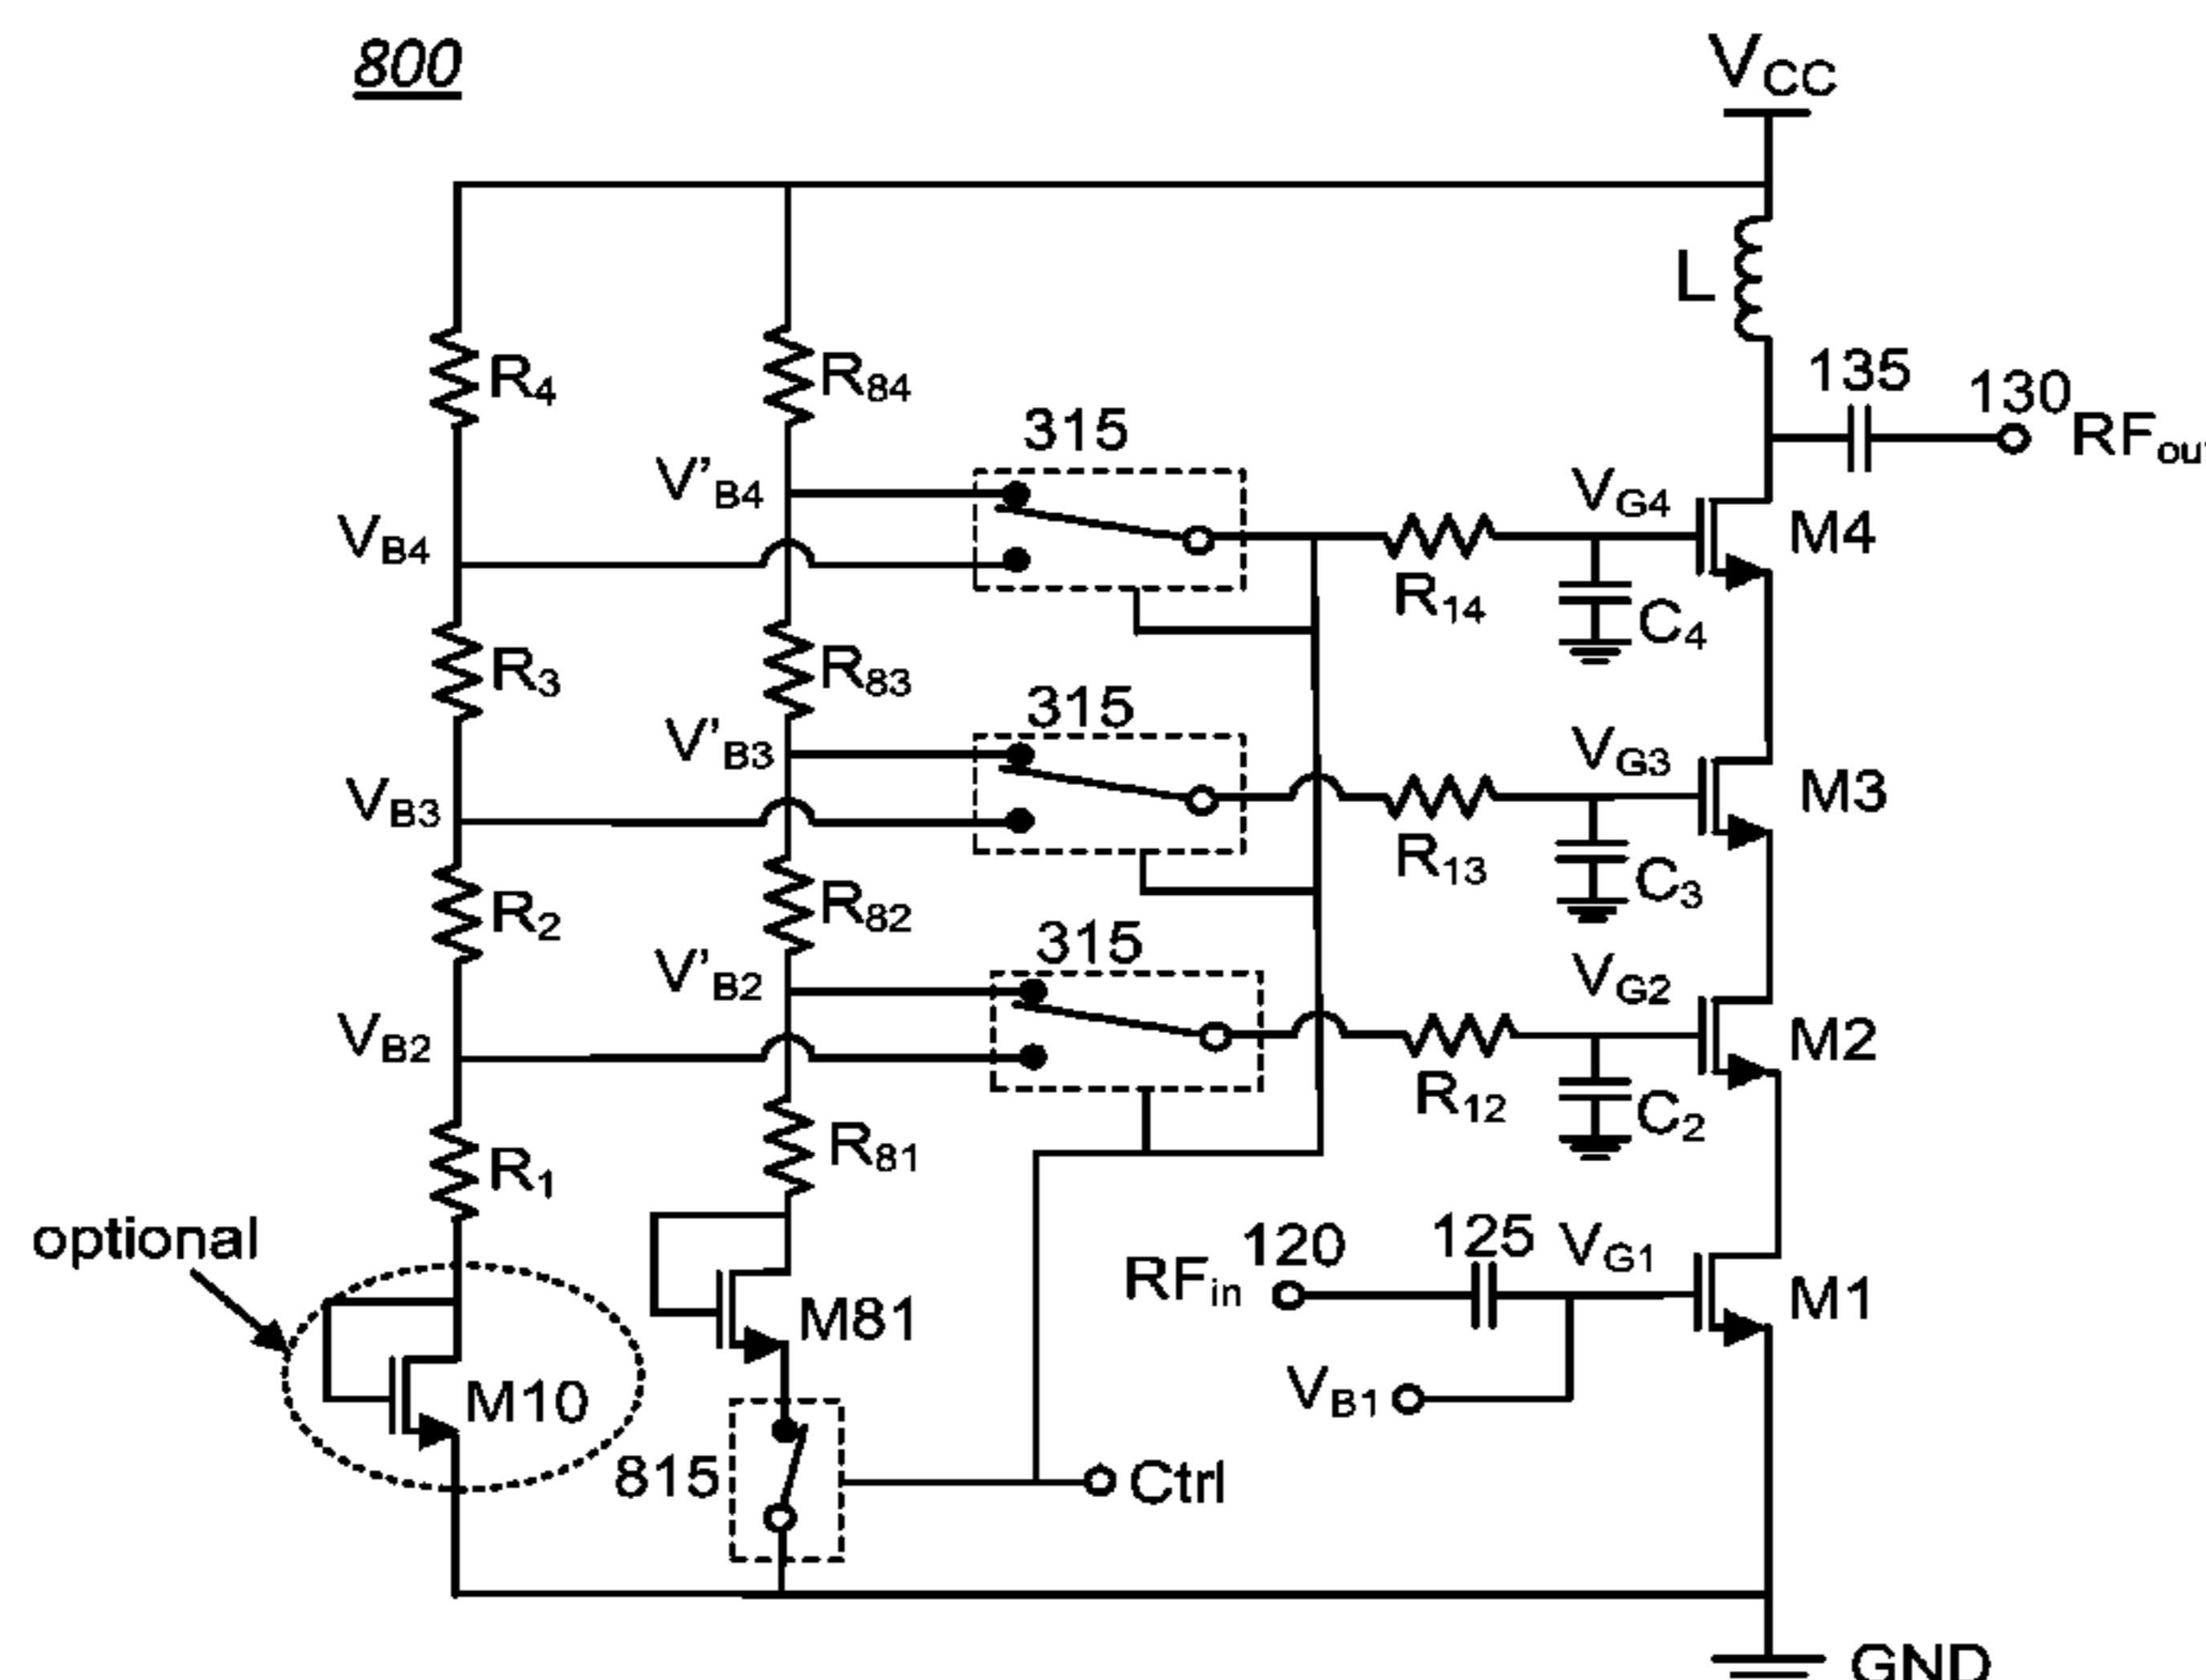 800
VCC
L
R4
R84
315
135
130
RFout
V'B4
VG4
VB4
M4
R14
C4
R3
R83
315
V'B3
VG3
VB3
M3
R13
C3
R2
R82
315
V'B2
VG2
VB2
M2
R12
C2
R1
R81
optional
RFin
120
125
VG1
M1
M81
M10
VB1
815
Ctrl
GND